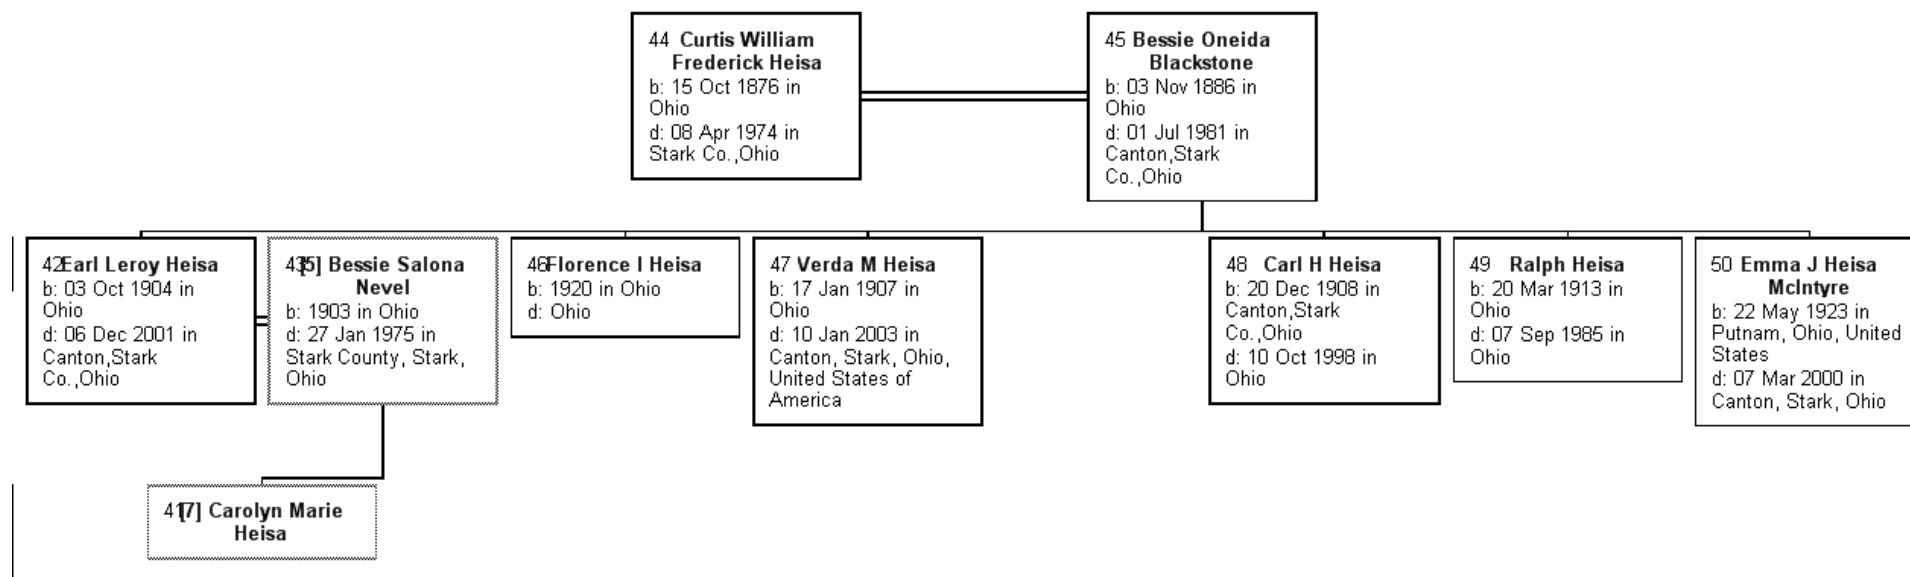 44 Curtis William
Frederick Heisa
b: 15 Oct 1876 in
Ohio
d: 08 Apr 1974 in
Stark Co.,Ohio
45 Bessie Oneida
Blackstone
b: 03 Nov 1886 in
Ohio
d: 01 Jul 1981 in
Canton,Stark
Co.,Ohio
42Earl Leroy Heisa
b: 03 Oct 1904 in
Ohio
d: 06 Dec 2001 in
Canton,Stark
Co.,Ohio
43[5] Bessie Salona
Nevel
b: 1903 in Ohio
d: 27 Jan 1975 in
Stark County, Stark,
Ohio
46Florence I Heisa
b: 1920 in Ohio
d: Ohio
47 Verda M Heisa
b: 17 Jan 1907 in
Ohio
d: 10 Jan 2003 in
Canton, Stark, Ohio,
United States of
America
48 Carl H Heisa
b: 20 Dec 1908 in
Canton,Stark
Co.,Ohio
d: 10 Oct 1998 in
Ohio
49 Ralph Heisa
b: 20 Mar 1913 in
Ohio
d: 07 Sep 1985 in
Ohio
50 Emma J Heisa
McIntyre
b: 22 May 1923 in
Putnam, Ohio, United
States
d: 07 Mar 2000 in
Canton, Stark, Ohio
41[7] Carolyn Marie
Heisa